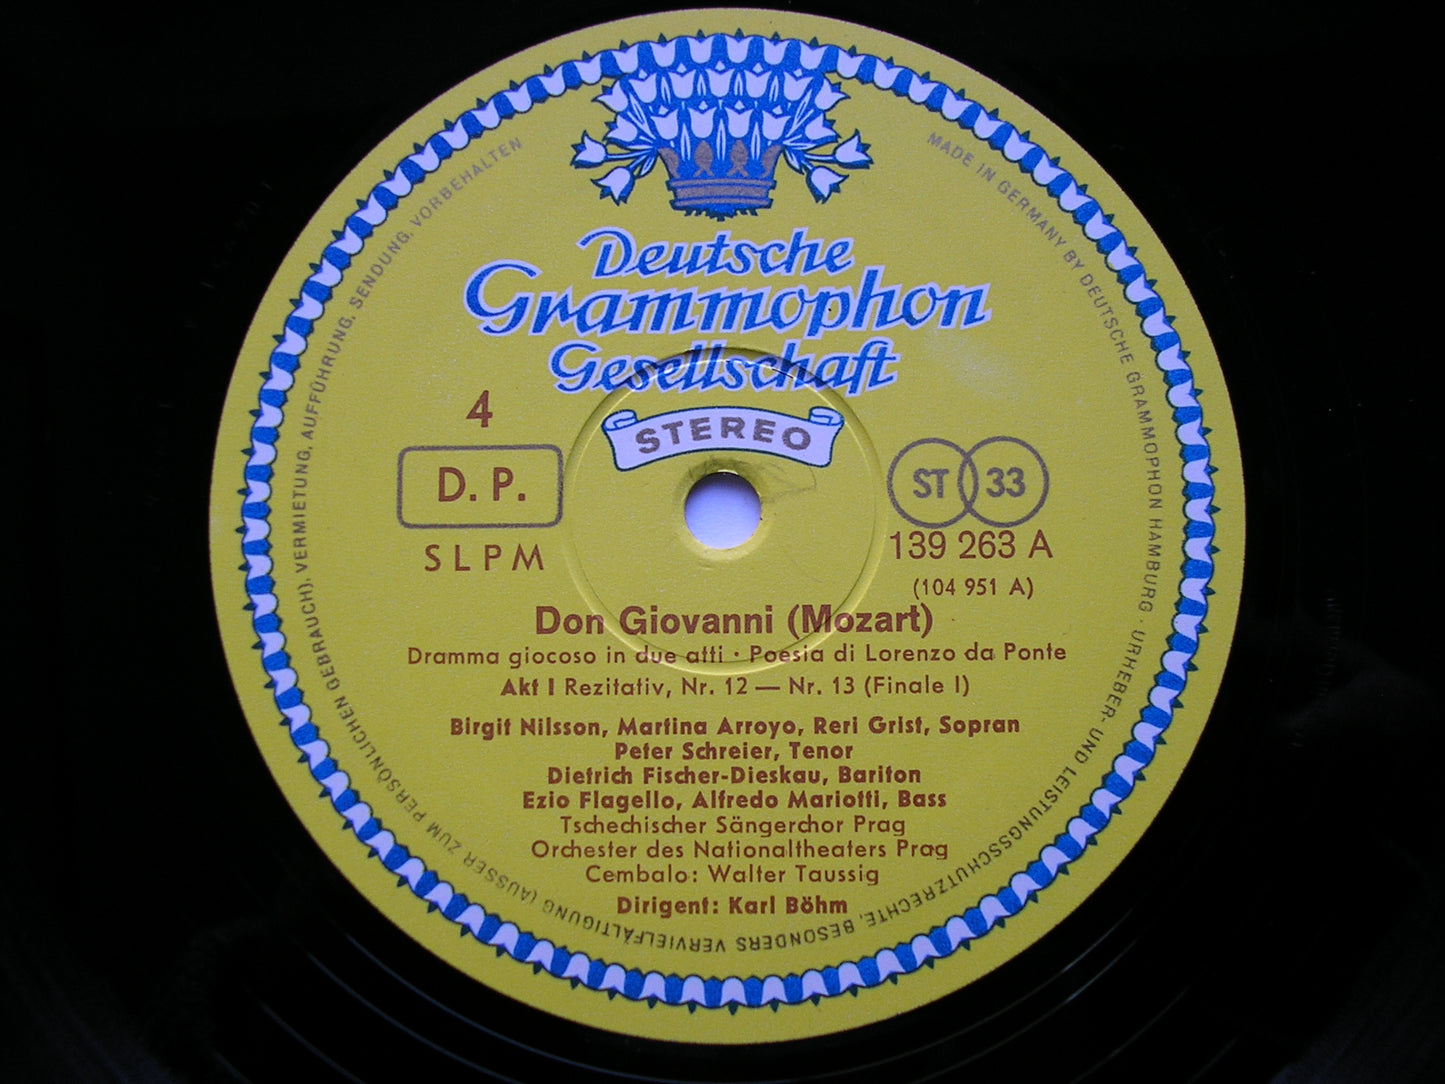 Deutsche
Grammophon
Gesellschaft
STEREO
4
D. P.
SLPM
ST 33
139 263 A
(104 951 A)
Don Giovanni (Mozart)
Dramma giocoso in due atti · Poesia di Lorenzo da Ponte
Akt I Rezitativ, Nr. 12 — Nr. 13 (Finale I)
Birgit Nilsson, Martina Arroyo, Reri Grist, Sopran
Peter Schreier, Tenor
Dietrich Fischer-Dieskau, Bariton
Ezio Flagello, Alfredo Mariotti, Bass
Tschechischer Sängerchor Prag
Orchester des Nationaltheaters Prag
Cembalo: Walter Taussig
Dirigent: Karl Böhm
MADE IN GERMANY BY DEUTSCHE GRAMMOPHON HAMBURG · URHEBER- UND LEISTUNGSSCHUTZRECHTE, BESONDERS VERVIELFÄLTIGUNG (AUSSER ZUM PERSÖNLICHEN GEBRAUCH), VERMIETUNG, AUFFÜHRUNG, SENDUNG, VORBEHALTEN